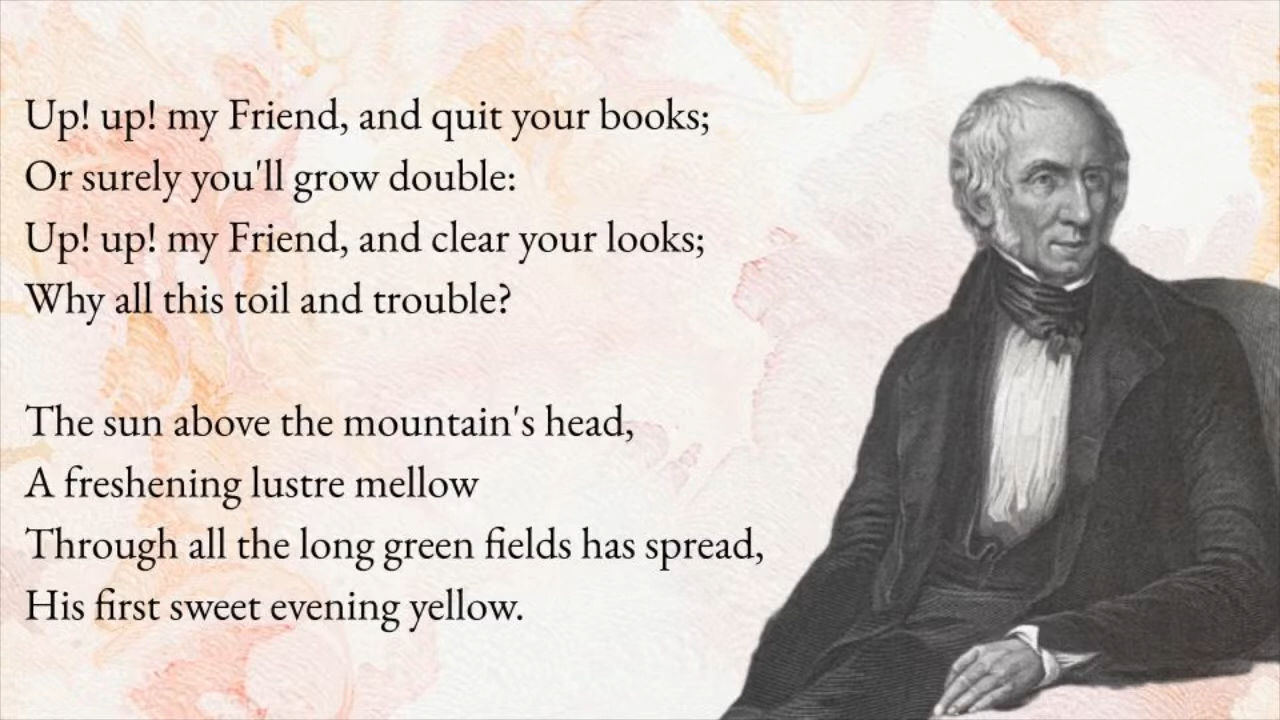 Up! up! my Friend, and quit your books;
Or surely you'll grow double:
Up! up! my Friend, and clear your looks;
Why all this toil and trouble?
The sun above the mountain's head,
A freshening lustre mellow
Through all the long green fields has spread,
His first sweet evening yellow.